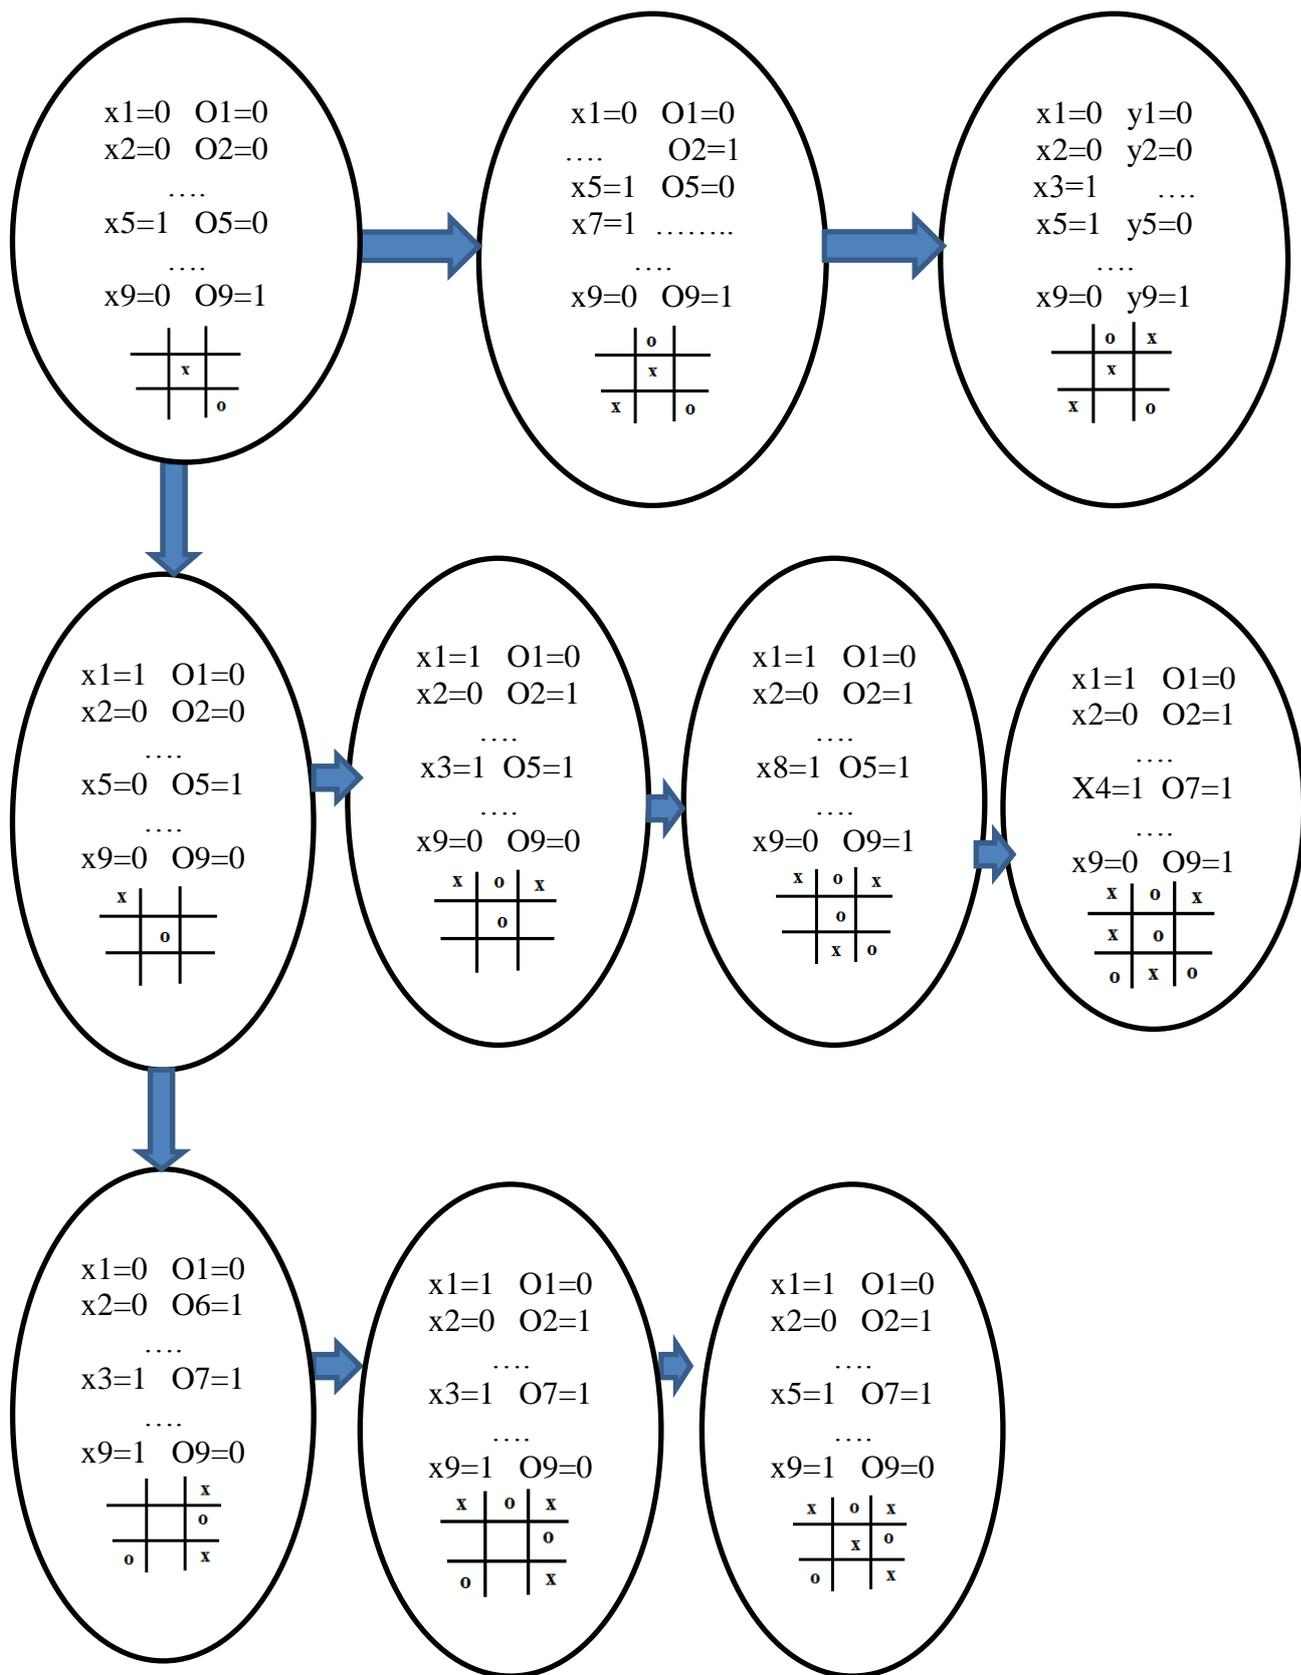 x1=0 O1=0
x2=0 O2=0
....
x5=1 O5=0
....
x9=0 O9=1
x
o
x1=0 O1=0
.... O2=1
x5=1 O5=0
x7=1 ........
....
x9=0 O9=1
o
x
x o
x1=0 y1=0
x2=0 y2=0
x3=1 ....
x5=1 y5=0
....
x9=0 y9=1
o x
x
x o
x1=1 O1=0
x2=0 O2=0
....
x5=0 O5=1
....
x9=0 O9=0
x
o
x1=1 O1=0
x2=0 O2=1
....
x3=1 O5=1
....
x9=0 O9=0
x o x
o
x1=1 O1=0
x2=0 O2=1
....
x8=1 O5=1
....
x9=0 O9=1
x o x
o
x o
x1=1 O1=0
x2=0 O2=1
....
X4=1 O7=1
....
x9=0 O9=1
x o x
x o
o x o
x1=0 O1=0
x2=0 O6=1
....
x3=1 O7=1
....
x9=1 O9=0
x
o
o x
x1=1 O1=0
x2=0 O2=1
....
x3=1 O7=1
....
x9=1 O9=0
x o x
o
o x
x1=1 O1=0
x2=0 O2=1
....
x5=1 O7=1
....
x9=1 O9=0
x o x
x o
o x